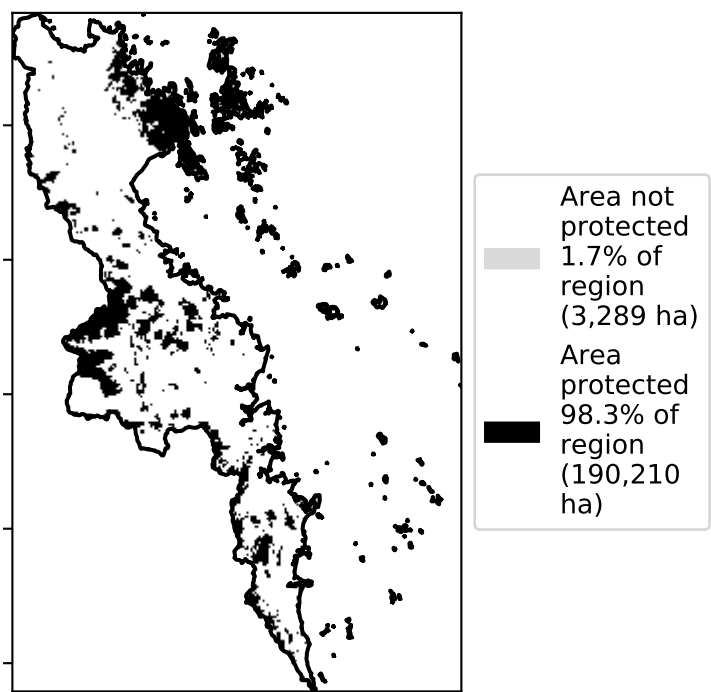 Area not
protected
1.7% of
region
(3,289 ha)
Area
protected
98.3% of
region
(190,210
ha)